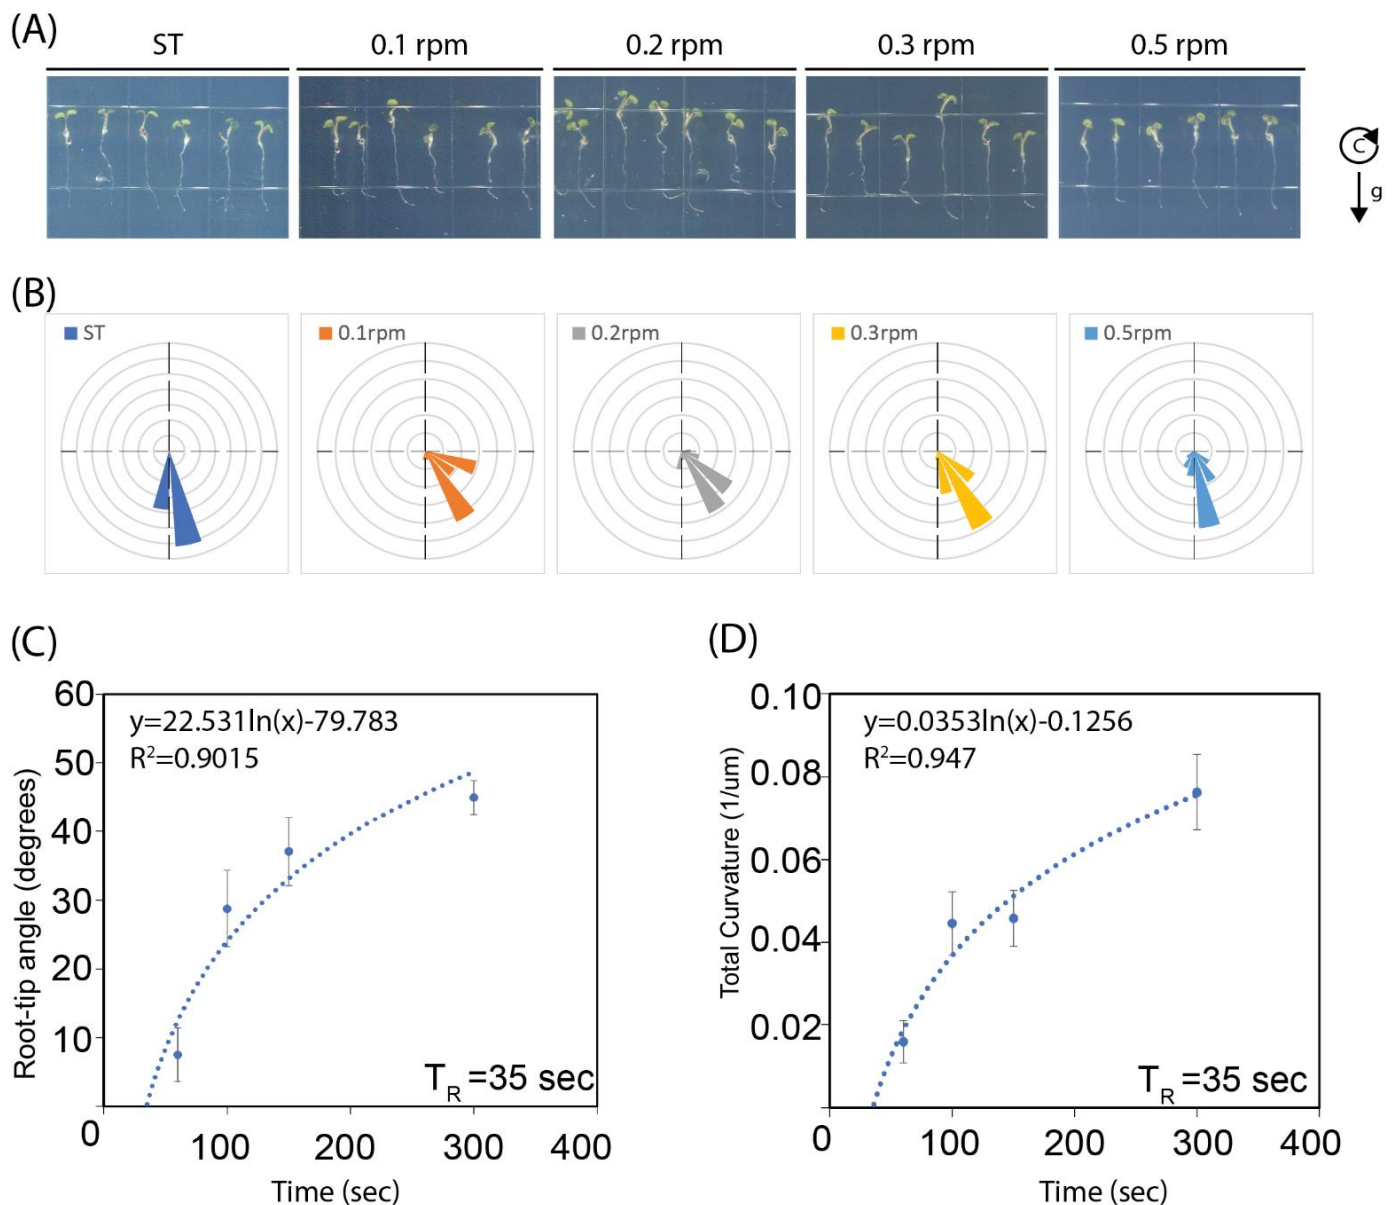 (A)
ST
0.1 rpm
0.2 rpm
0.3 rpm
0.5 rpm
C
g
(B)
ST
0.1rpm
0.2rpm
0.3rpm
0.5rpm
(C)
60
50
40
30
20
10
Root-tip angle (degrees)
y=22.531ln(x)-79.783
R²=0.9015
T_R =35 sec
0
100
200
300
400
Time (sec)
(D)
0.10
0.08
0.06
0.04
0.02
Total Curvature (1/um)
y=0.0353ln(x)-0.1256
R²=0.947
T_R =35 sec
0
100
200
300
400
Time (sec)